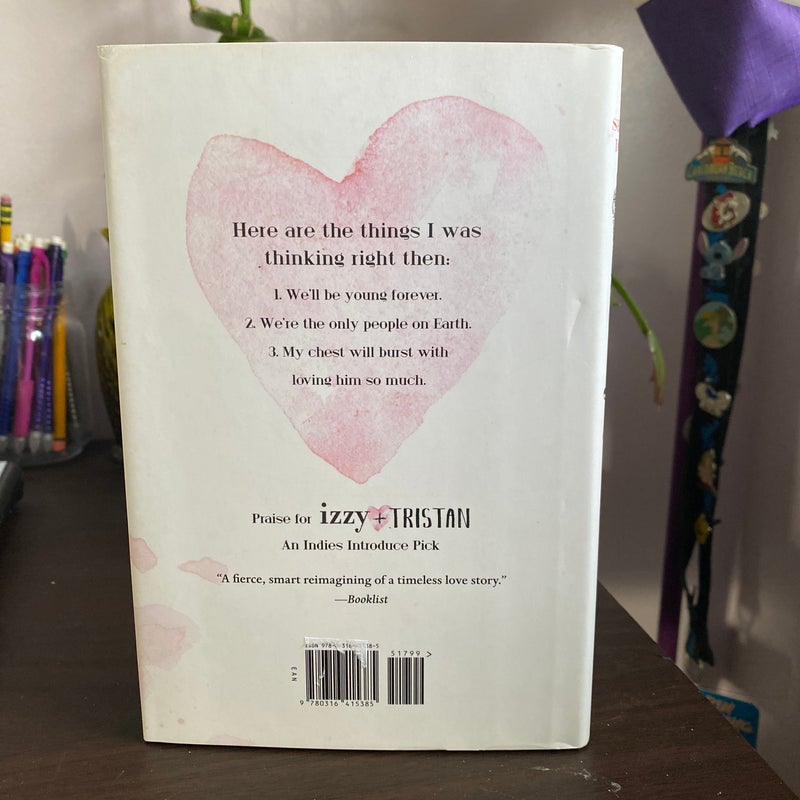 Here are the things I was
thinking right then:
1. We'll be young forever.
2. We're the only people on Earth.
3. My chest will burst with
loving him so much.
Praise for izzy + TRISTAN
An Indies Introduce Pick
“A fierce, smart reimagining of a timeless love story.”
—Booklist
ISBN 978-
51799 >
EAN
9 780316 415385